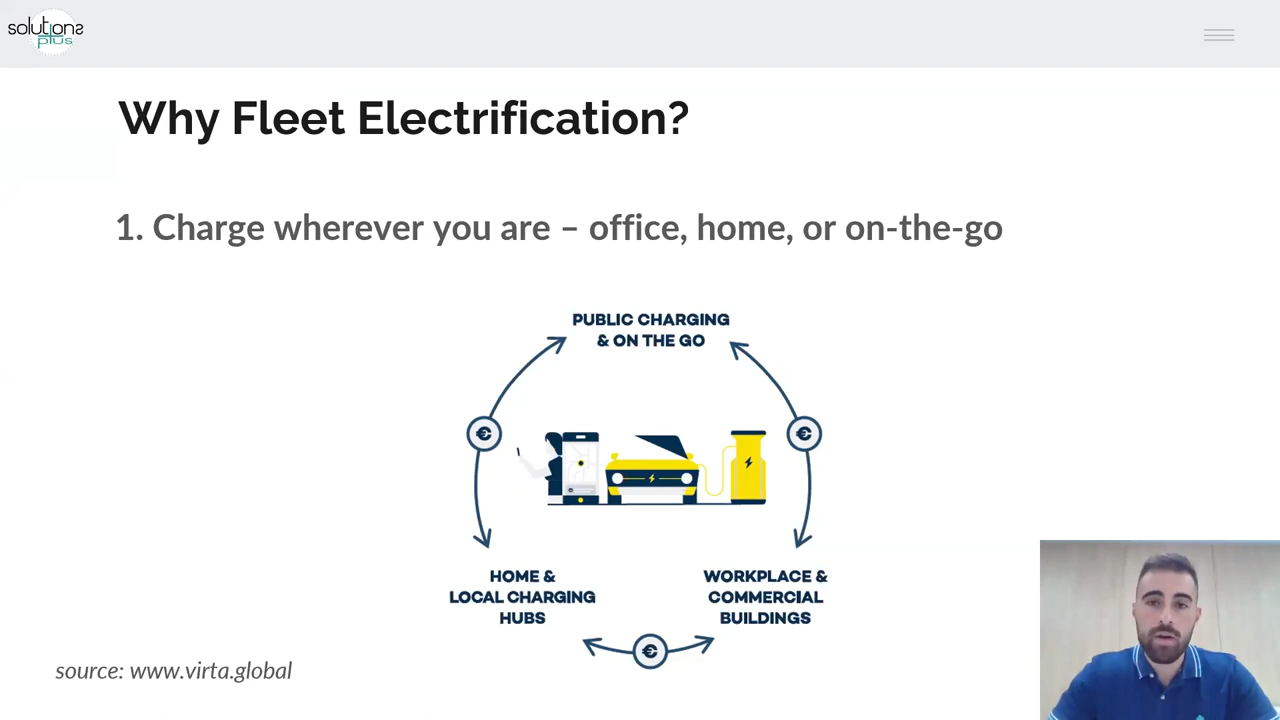 solutions
plus
Why Fleet Electrification?
1. Charge wherever you are – office, home, or on-the-go
PUBLIC CHARGING
& ON THE GO
HOME &
LOCAL CHARGING
HUBS
WORKPLACE &
COMMERCIAL
BUILDINGS
source: www.virta.global